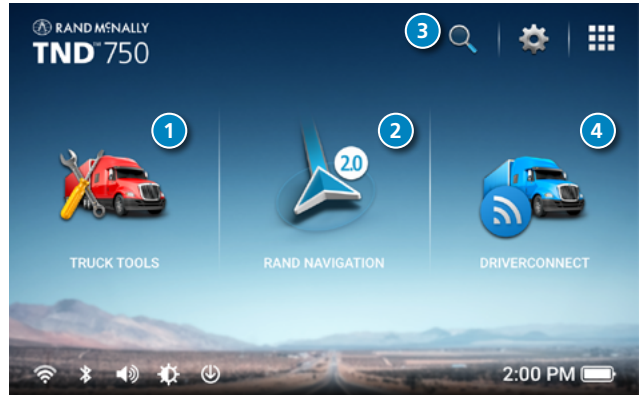 RAND MᶜNALLY
TND™ 750
3
1
2
4
2.0
TRUCK TOOLS
RAND NAVIGATION
DRIVERCONNECT
2:00 PM